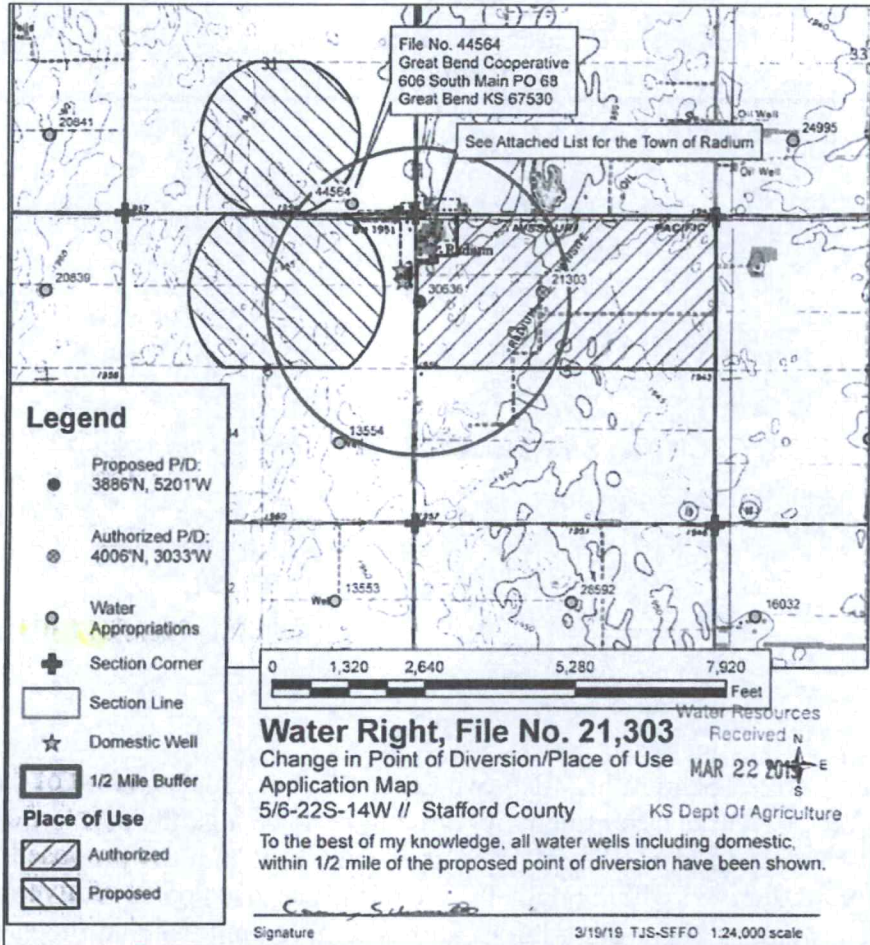 31
33
File No. 44564
Great Bend Cooperative
606 South Main PO 68
Great Bend KS 67530
See Attached List for the Town of Radium
20841
24995
Oil Well
Oil Well
44564
OIL
MISSOURI
PACIFIC
Radium
20839
30636
21303
13554
13553
28592
16032
Legend
Proposed P/D:
3886'N, 5201'W
Authorized P/D:
4006'N, 3033'W
Water
Appropriations
Section Corner
Section Line
Domestic Well
1/2 Mile Buffer
Place of Use
Authorized
Proposed
0 1,320 2,640 5,280 7,920
Feet
Water Right, File No. 21,303
Change in Point of Diversion/Place of Use
Application Map
5/6-22S-14W // Stafford County
Water Resources
Received
MAR 22 2019
KS Dept Of Agriculture
N
E
S
To the best of my knowledge, all water wells including domestic,
within 1/2 mile of the proposed point of diversion have been shown.
Signature
3/19/19 TJS-SFFO 1:24,000 scale